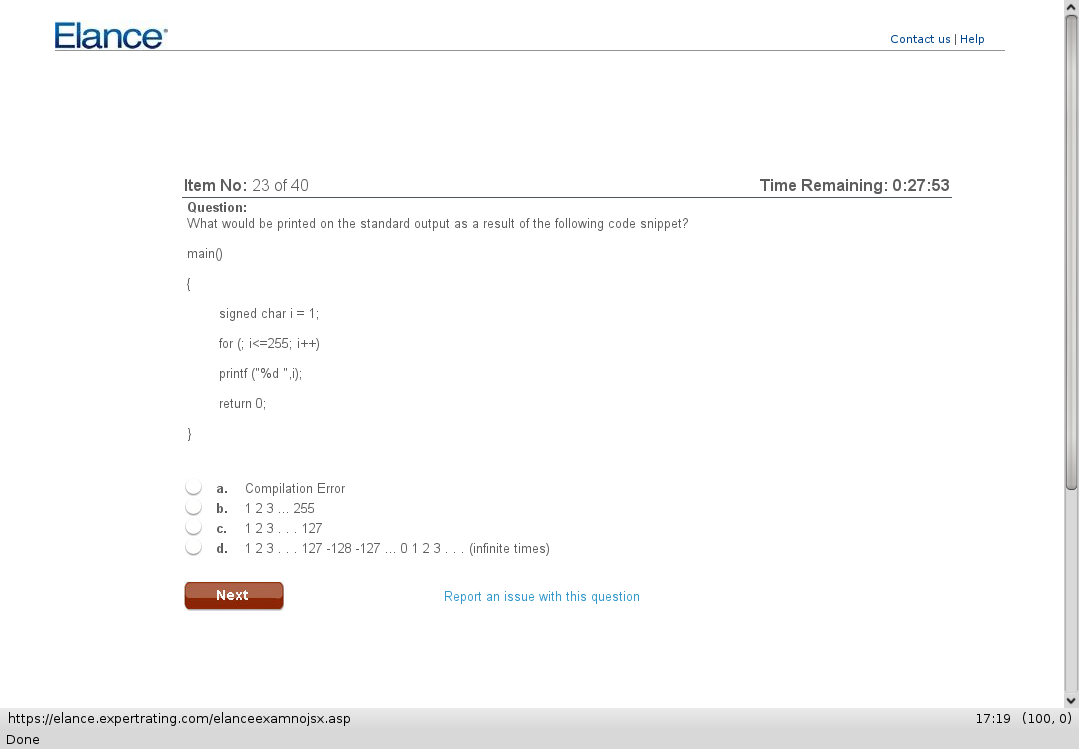 Elance
Contact us | Help
Item No: 23 of 40
Time Remaining: 0:27:53
Question:
What would be printed on the standard output as a result of the following code snippet?
main()
{
signed char i = 1;
for (; i<=255; i++)
printf ("%d ",i);
return 0;
}
a. Compilation Error
b. 1 2 3 ... 255
c. 1 2 3 . . . 127
d. 1 2 3 . . . 127 -128 -127 ... 0 1 2 3 . . . (infinite times)
Next
Report an issue with this question
https://elance.expertrating.com/elanceexamnojsx.asp
17:19 (100, 0)
Done